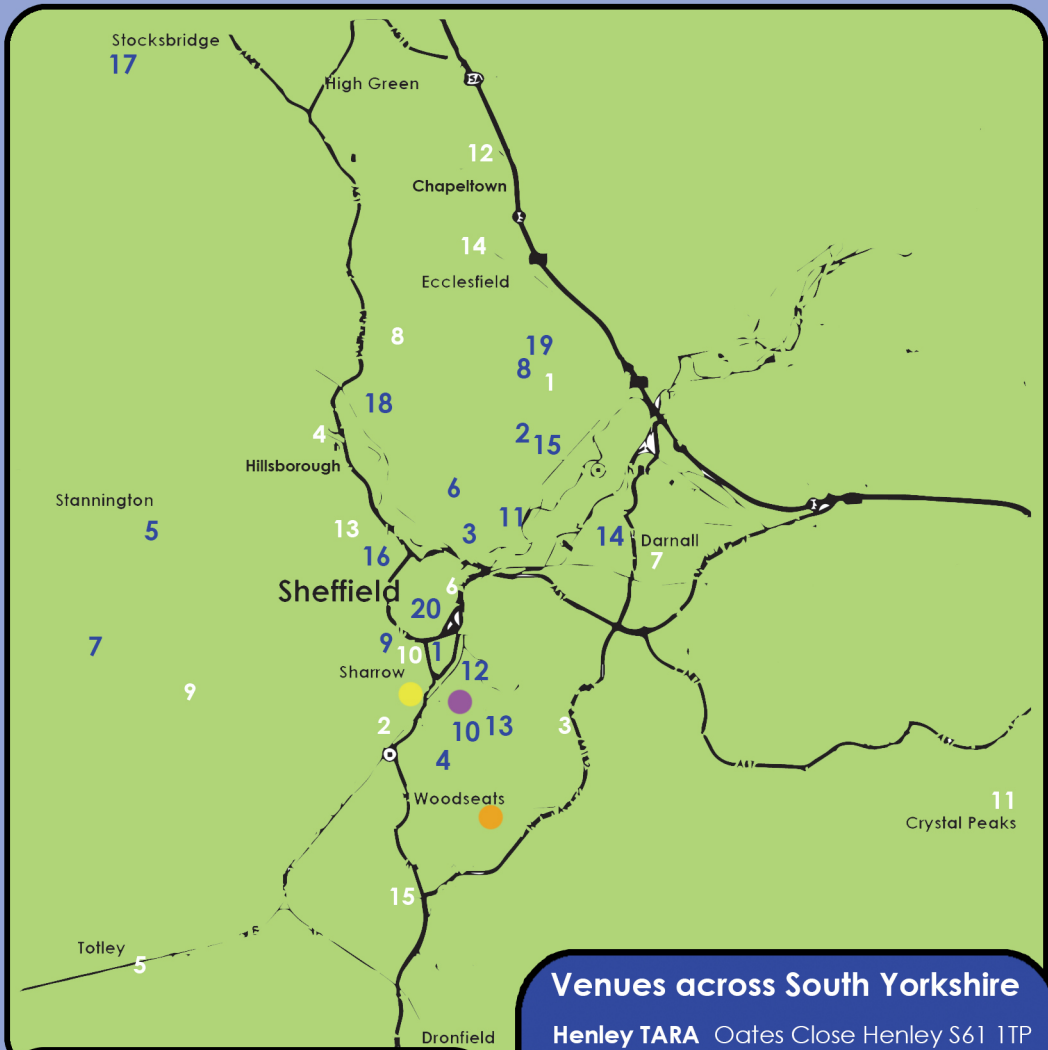 Stocksbridge
17
High Green
12
Chapeltown
14
Ecclesfield
8
19
8
1
18
4
2
15
Hillsborough
6
Stannington
5
13
11
3
14
Darnall
16
7
Sheffield
6
20
7
9
10
1
Sharrow
12
9
2
10
13
3
4
Woodseats
11
Crystal Peaks
15
Totley
5
Venues across South Yorkshire
Henley TARA Oates Close Henley S61 1TP
Dronfield